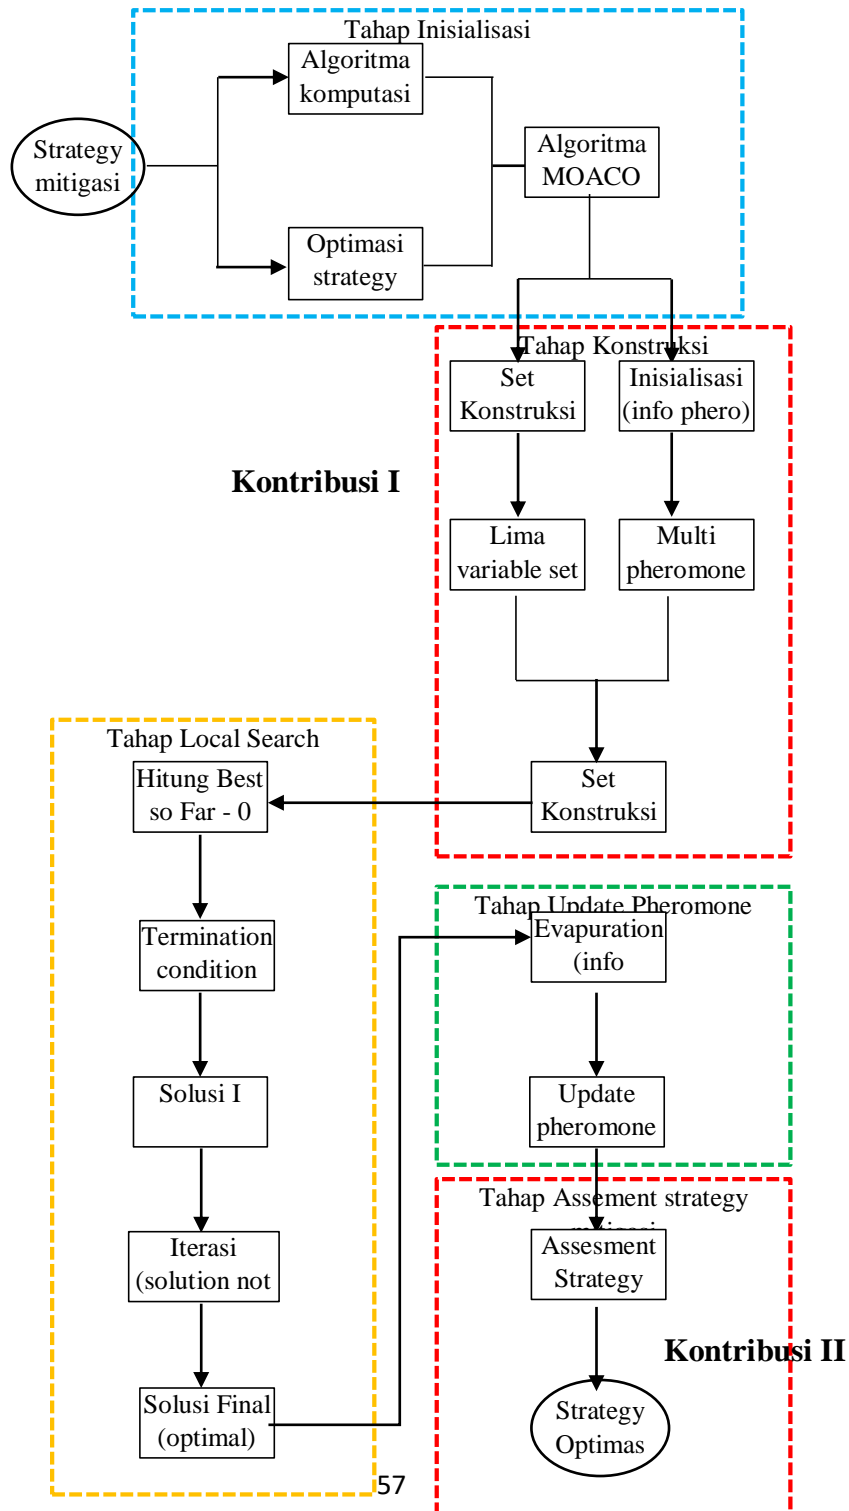 Tahap Inisialisasi
Algoritma
komputasi
Strategy
mitigasi
Algoritma
MOACO
Optimasi
strategy
Tahap Konstruksi
Set
Konstruksi
Inisialisasi
(info phero)
Kontribusi I
Lima
variable set
Multi
pheromone
Tahap Local Search
Hitung Best
so Far - 0
Set
Konstruksi
Termination
condition
Tahap Update Pheromone
Evapuration
(info
Solusi I
Update
pheromone
Tahap Assement strategy
mitigasi
Iterasi
(solution not
Assesment
Strategy
Kontribusi II
Solusi Final
(optimal)
Strategy
Optimas
57